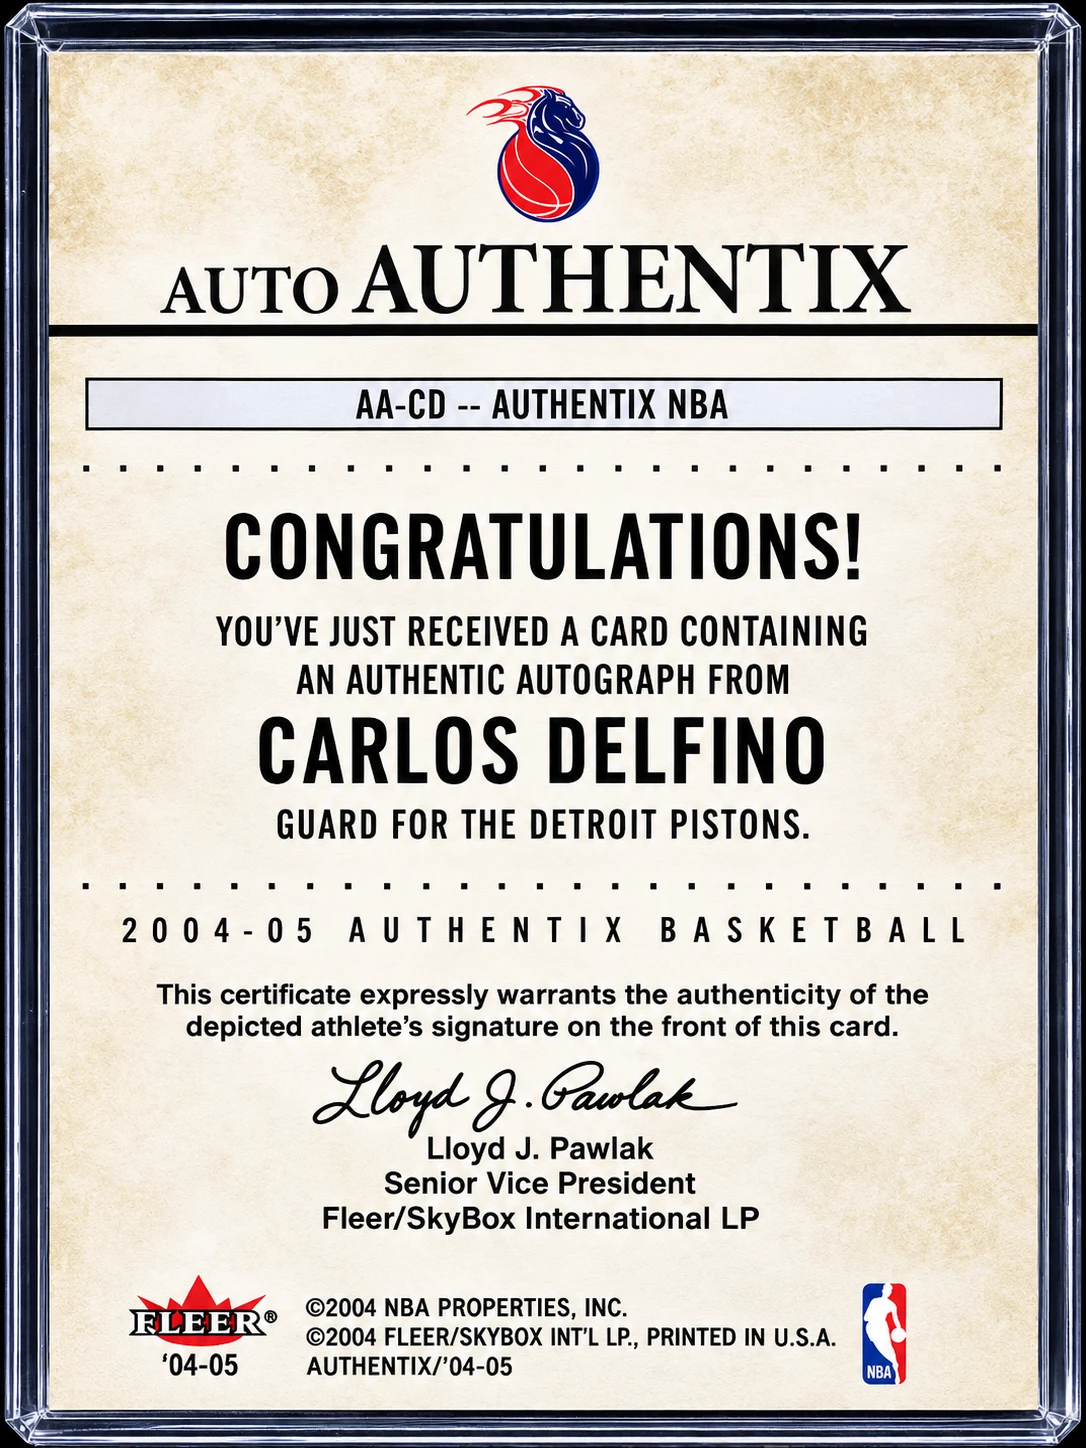 AUTO AUTHENTIX
AA-CD -- AUTHENTIX NBA
CONGRATULATIONS!
YOU'VE JUST RECEIVED A CARD CONTAINING
AN AUTHENTIC AUTOGRAPH FROM
CARLOS DELFINO
GUARD FOR THE DETROIT PISTONS.
2004-05 AUTHENTIX BASKETBALL
This certificate expressly warrants the authenticity of the
depicted athlete's signature on the front of this card.
Lloyd J. Pawlak
Lloyd J. Pawlak
Senior Vice President
Fleer/SkyBox International LP
FLEER®
'04-05
©2004 NBA PROPERTIES, INC.
©2004 FLEER/SKYBOX INT'L LP., PRINTED IN U.S.A.
AUTHENTIX/'04-05
NBA